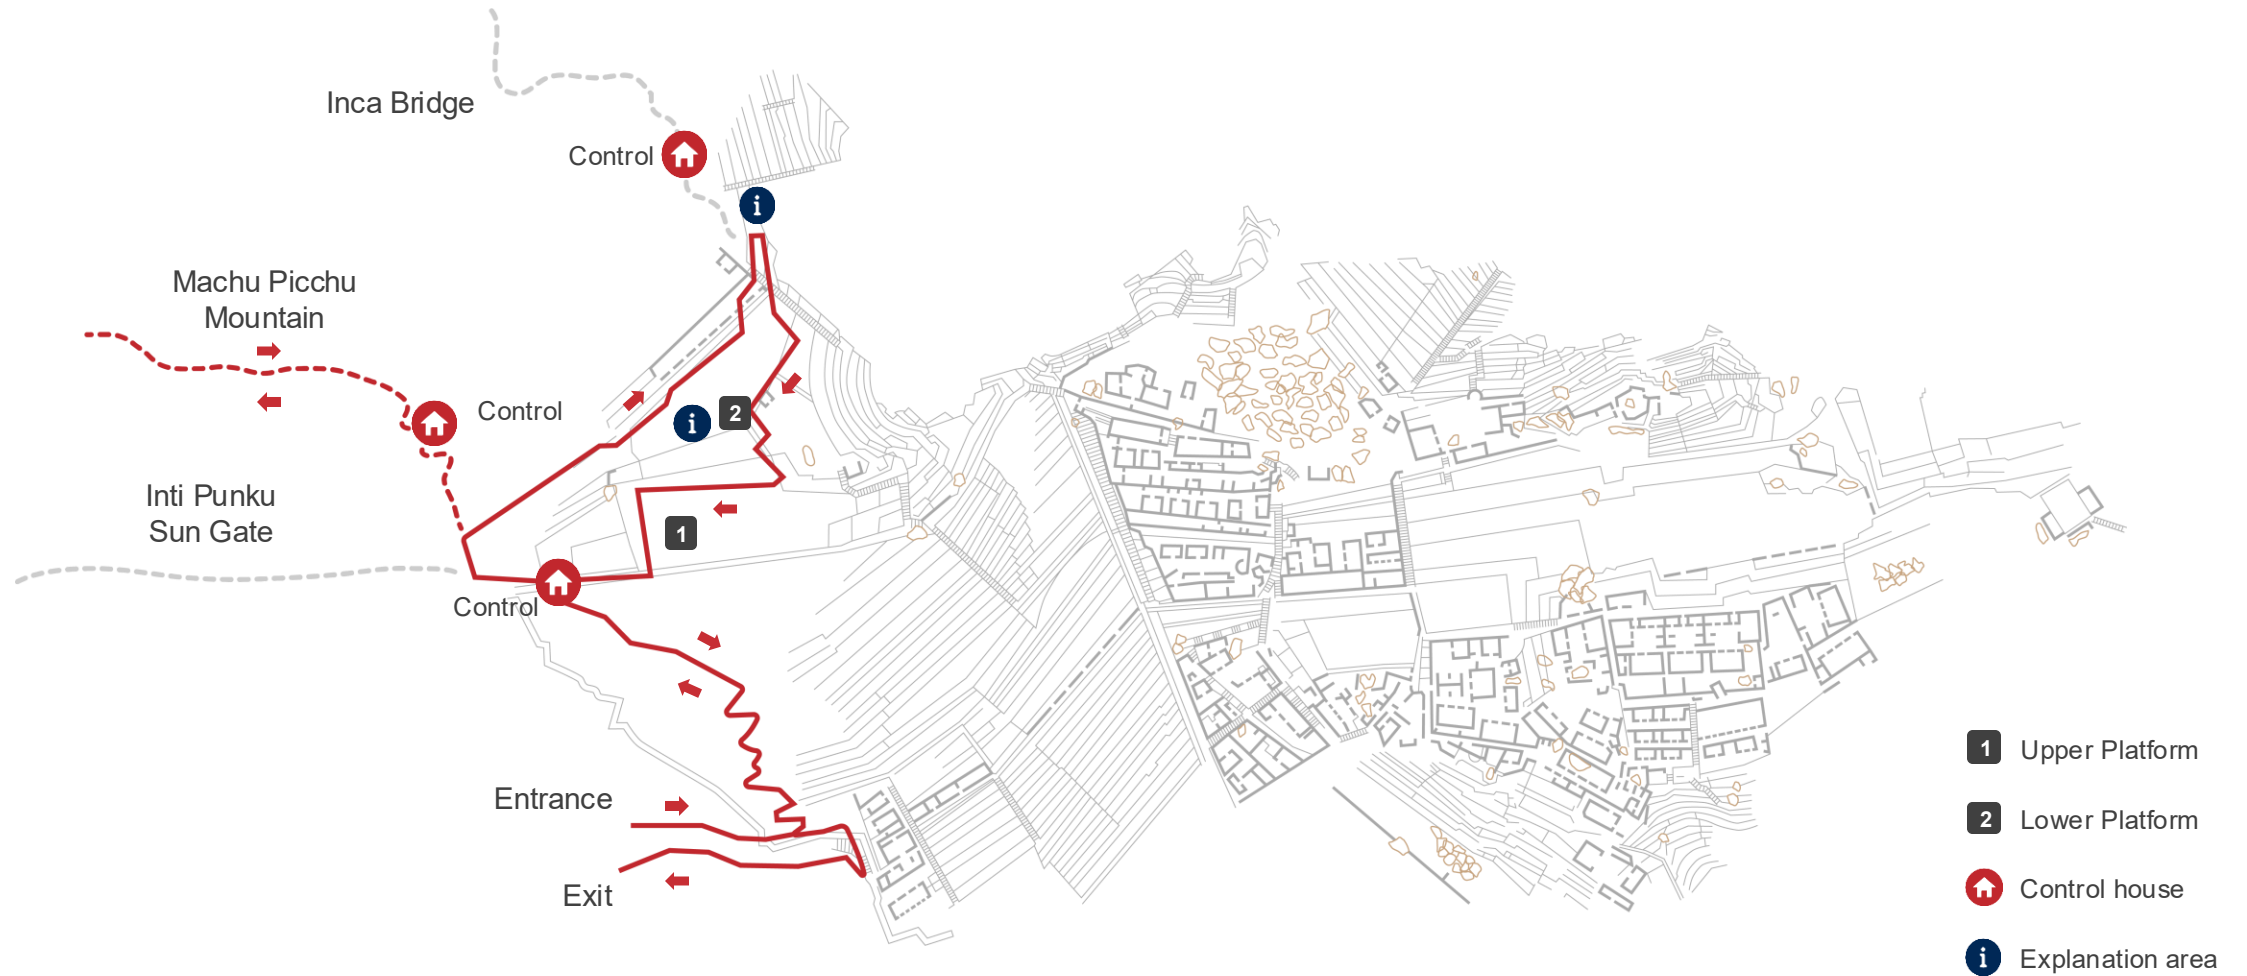 Inca Bridge
Control
Machu Picchu
Mountain
Control
2
Inti Punku
Sun Gate
1
Control
Entrance
Exit
1 Upper Platform
2 Lower Platform
Control house
i Explanation area